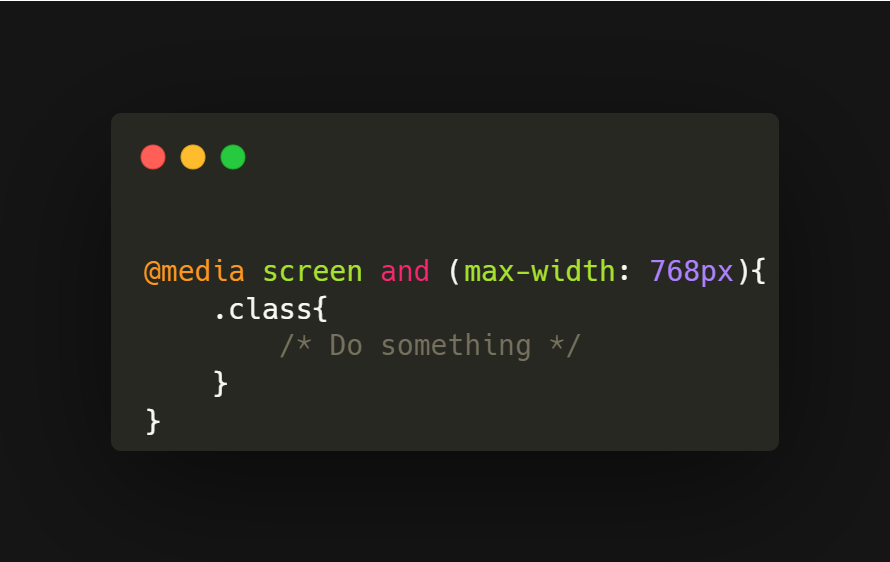 @media screen and (max-width: 768px){
    .class{
        /* Do something */
    }
}